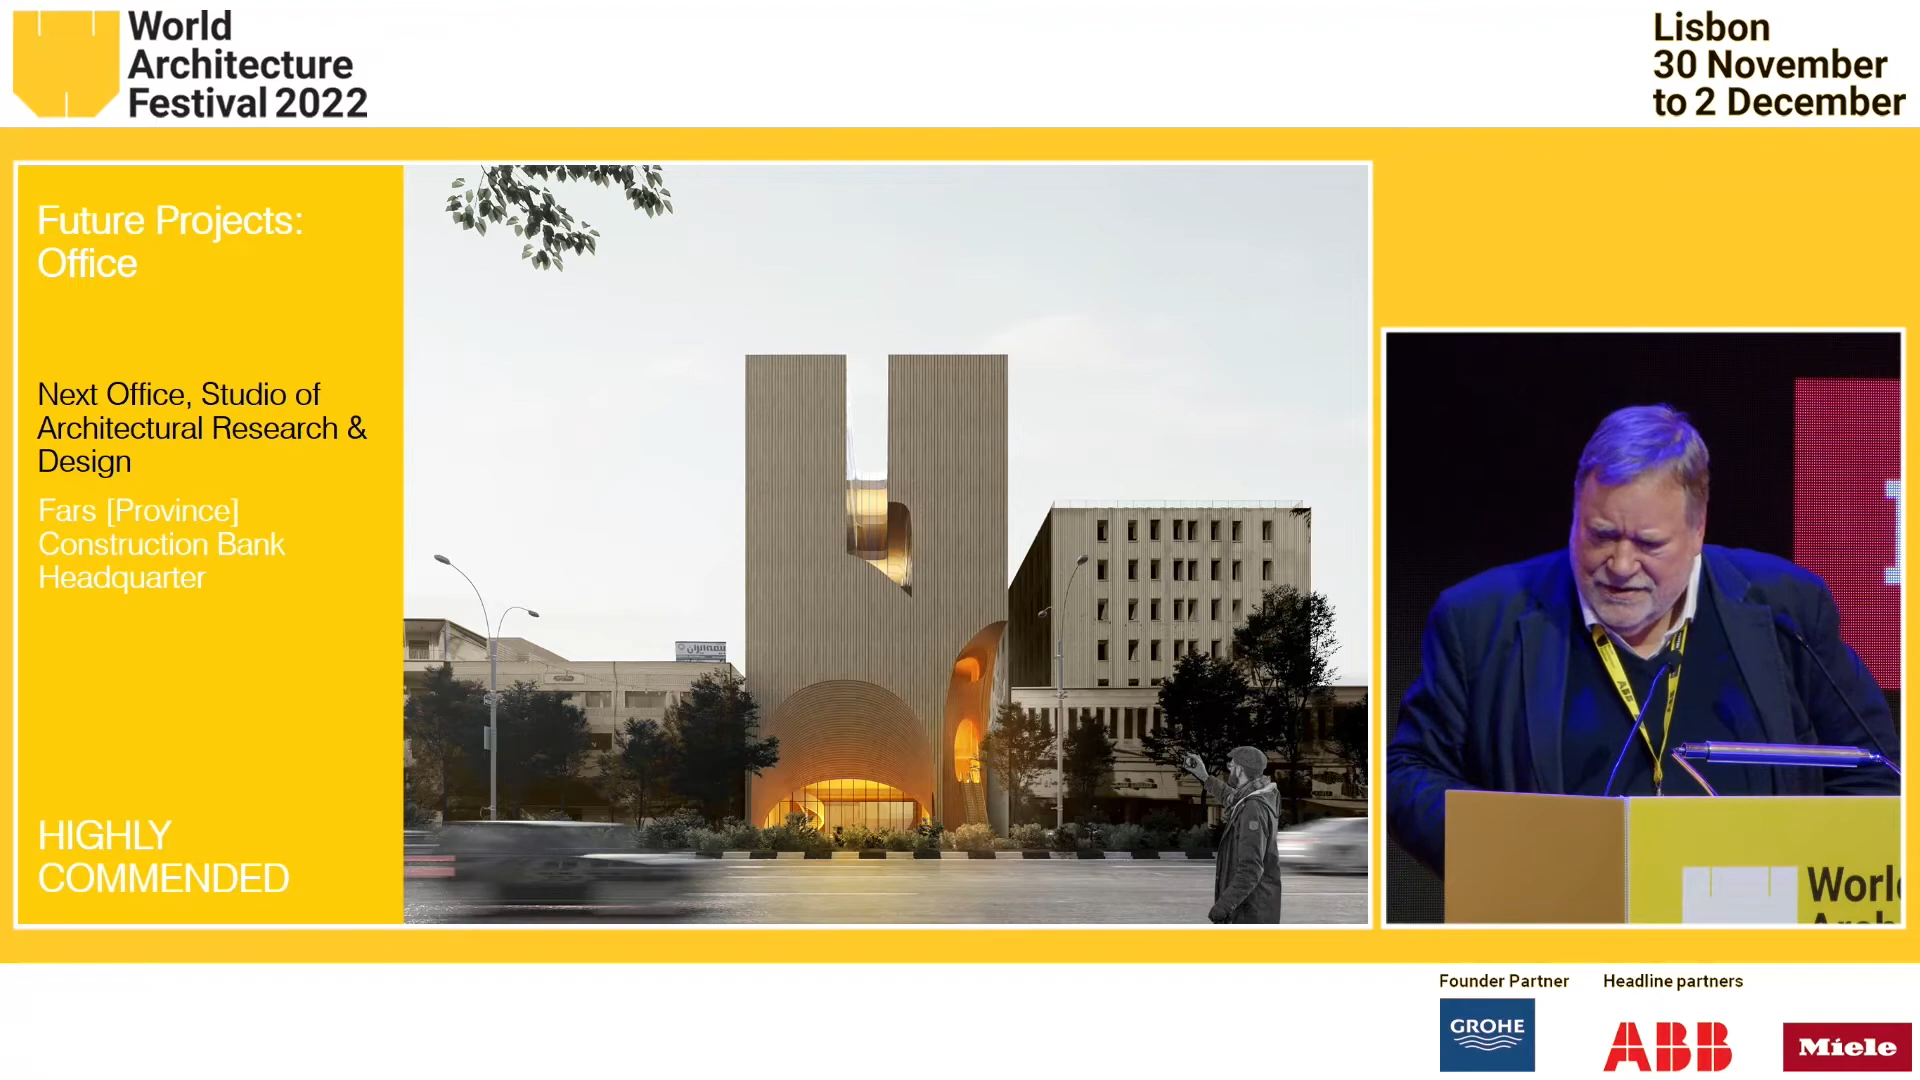 World
Architecture
Festival 2022
Lisbon
30 November
to 2 December
Future Projects:
Office
Next Office, Studio of
Architectural Research &
Design
Fars [Province]
Construction Bank
Headquarter
HIGHLY
COMMENDED
ABB
Founder Partner
Headline partners
GROHE
ABB
Miele